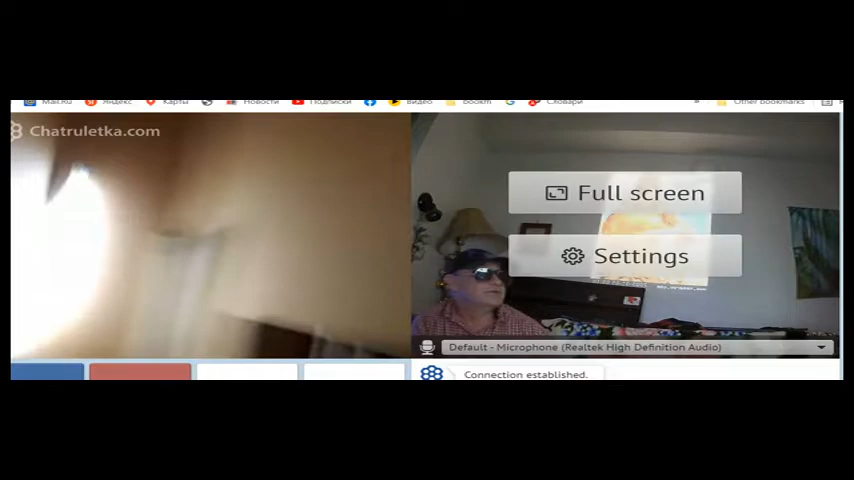 Mail.Ru Яндекс Карты Новости Подписки Видео bookm Словари » Other bookmarks
Chatruletka.com
Full screen
Settings
Default - Microphone (Realtek High Definition Audio)
Connection established.